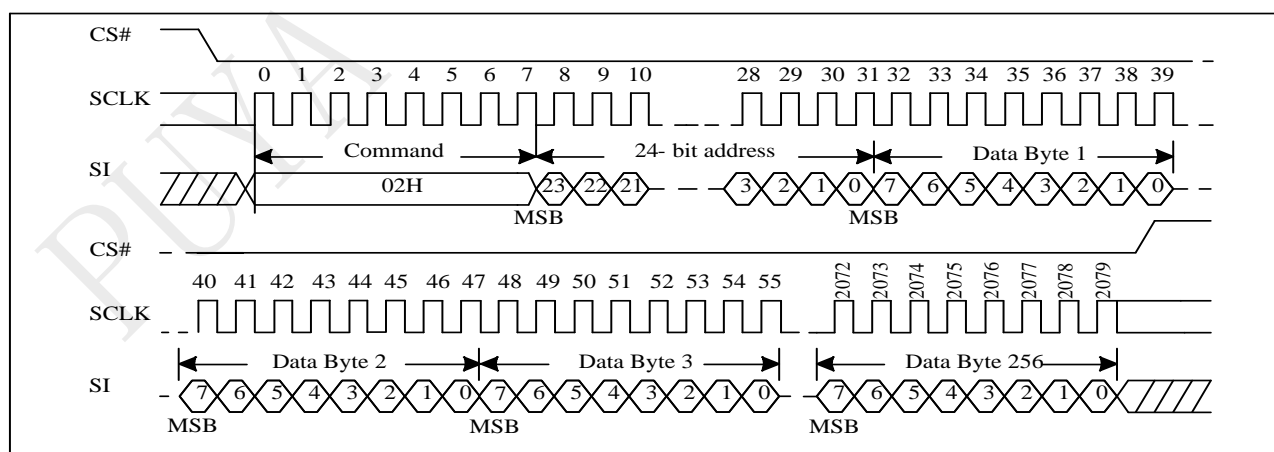 CS#
0 1 2 3 4 5 6 7 8 9 10 28 29 30 31 32 33 34 35 36 37 38 39
SCLK
Command 24- bit address Data Byte 1
SI
02H 23 22 21 3 2 1 0 7 6 5 4 3 2 1 0
MSB MSB
CS#
40 41 42 43 44 45 46 47 48 49 50 51 52 53 54 55 2072 2073 2074 2075 2076 2077 2078 2079
SCLK
Data Byte 2 Data Byte 3 Data Byte 256
SI
7 6 5 4 3 2 1 0 7 6 5 4 3 2 1 0 7 6 5 4 3 2 1 0
MSB MSB MSB
PUYA